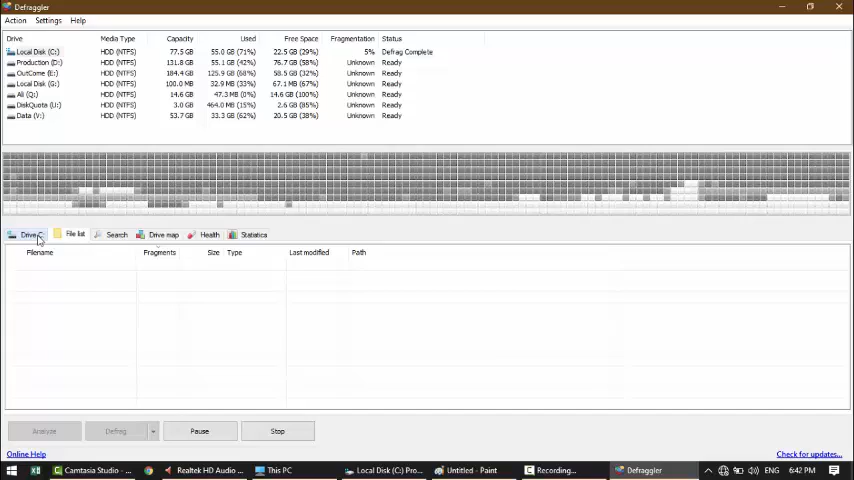 Defraggler
Action Settings Help
Drive Media Type Capacity Used Free Space Fragmentation Status
Local Disk (C:) HDD (NTFS) 77.5 GB 55.0 GB (71%) 22.5 GB (29%) 5% Defrag Complete
Production (D:) HDD (NTFS) 131.8 GB 55.1 GB (42%) 76.7 GB (58%) Unknown Ready
OutCome (E:) HDD (NTFS) 184.4 GB 125.9 GB (68%) 58.5 GB (32%) Unknown Ready
Local Disk (G:) HDD (NTFS) 100.0 MB 32.9 MB (33%) 67.1 MB (67%) Unknown Ready
Ali (Q:) HDD (NTFS) 14.6 GB 47.3 MB (0%) 14.6 GB (100%) Unknown Ready
DiskQuota (U:) HDD (NTFS) 3.0 GB 464.0 MB (15%) 2.6 GB (85%) Unknown Ready
Data (V:) HDD (NTFS) 53.7 GB 33.3 GB (62%) 20.5 GB (38%) Unknown Ready
Drive C: File list Search Drive map Health Statistics
Filename Fragments Size Type Last modified Path
Analyze Defrag Pause Stop
Online Help Check for updates...
Camtasia Studio - ... Realtek HD Audio ... This PC Local Disk (C:) Pro... Untitled - Paint Recording... Defraggler ENG 6:42 PM